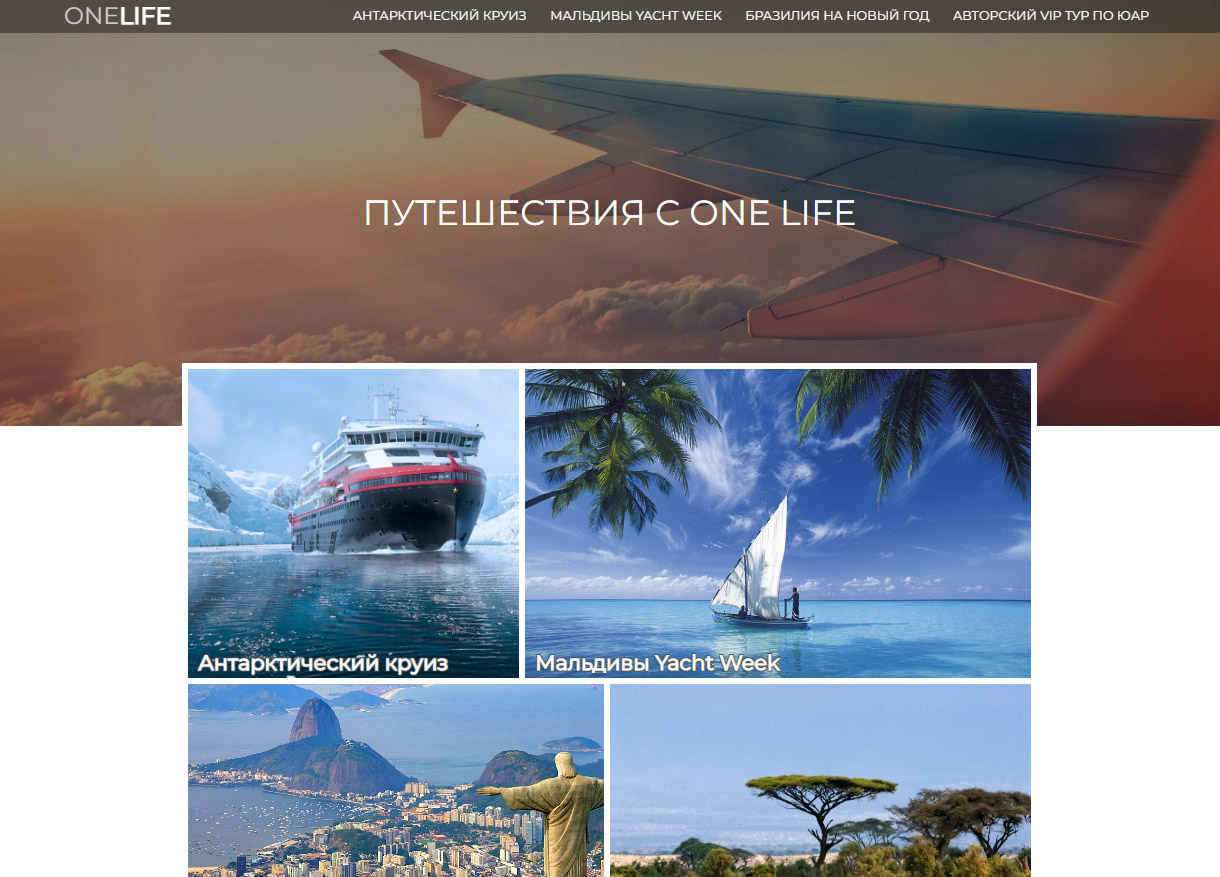 ONELIFE
АНТАРКТИЧЕСКИЙ КРУИЗ МАЛЬДИВЫ YACHT WEEK БРАЗИЛИЯ НА НОВЫЙ ГОД АВТОРСКИЙ VIP ТУР ПО ЮАР
ПУТЕШЕСТВИЯ С ONE LIFE
Антарктический круиз
Мальдивы Yacht Week